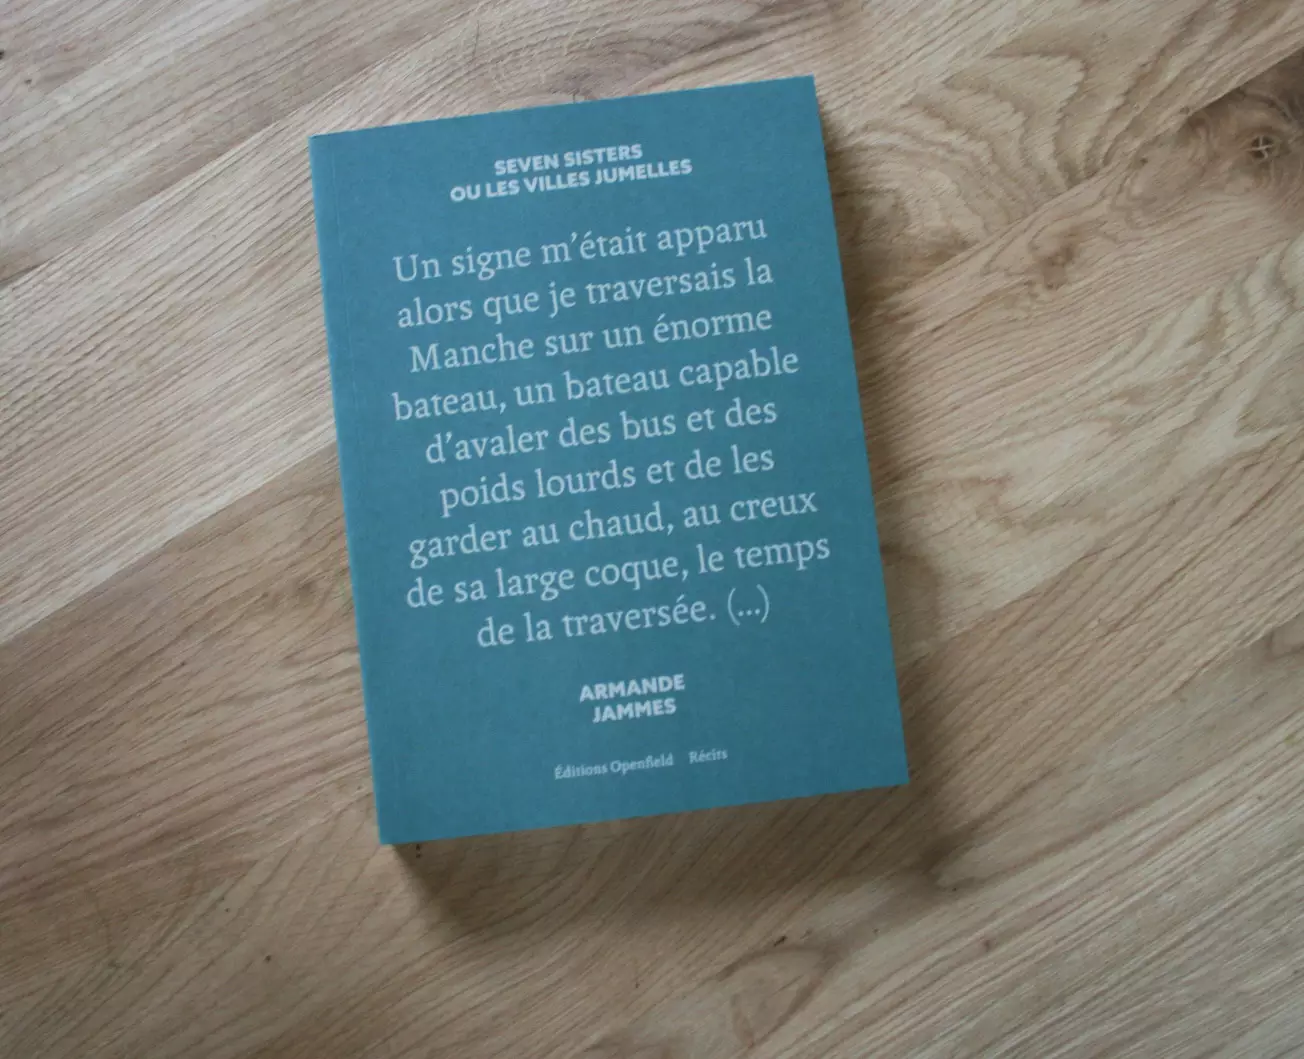 SEVEN SISTERS
OU LES VILLES JUMELLES
Un signe m’était apparu
alors que je traversais la
Manche sur un énorme
bateau, un bateau capable
d’avaler des bus et des
poids lourds et de les
garder au chaud, au creux
de sa large coque, le temps
de la traversée. (...)
ARMANDE
JAMMES
Éditions Openfield Récits